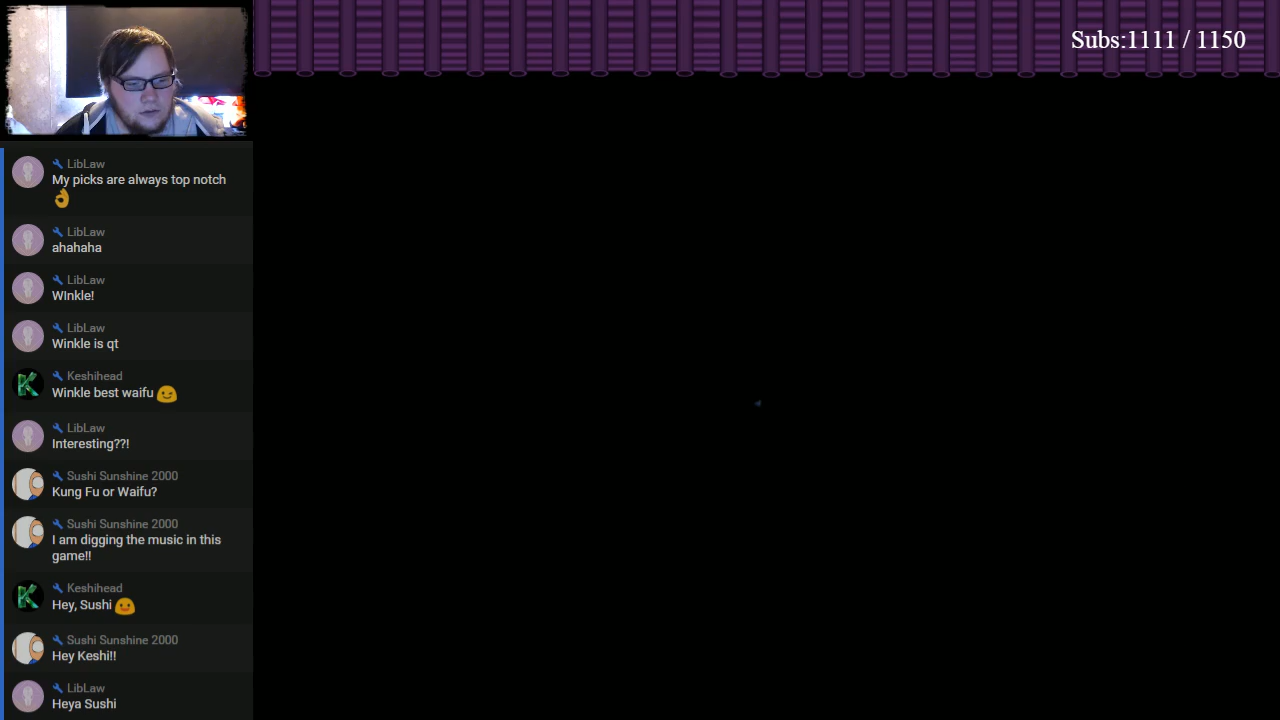 Subs:1111 / 1150
LibLaw
My picks are always top notch
👌
LibLaw
ahahaha
LibLaw
WInkle!
LibLaw
Winkle is qt
Keshihead
Winkle best waifu 😉
LibLaw
Interesting??!
Sushi Sunshine 2000
Kung Fu or Waifu?
Sushi Sunshine 2000
I am digging the music in this
game!!
Keshihead
Hey, Sushi 😃
Sushi Sunshine 2000
Hey Keshi!!
LibLaw
Heya Sushi